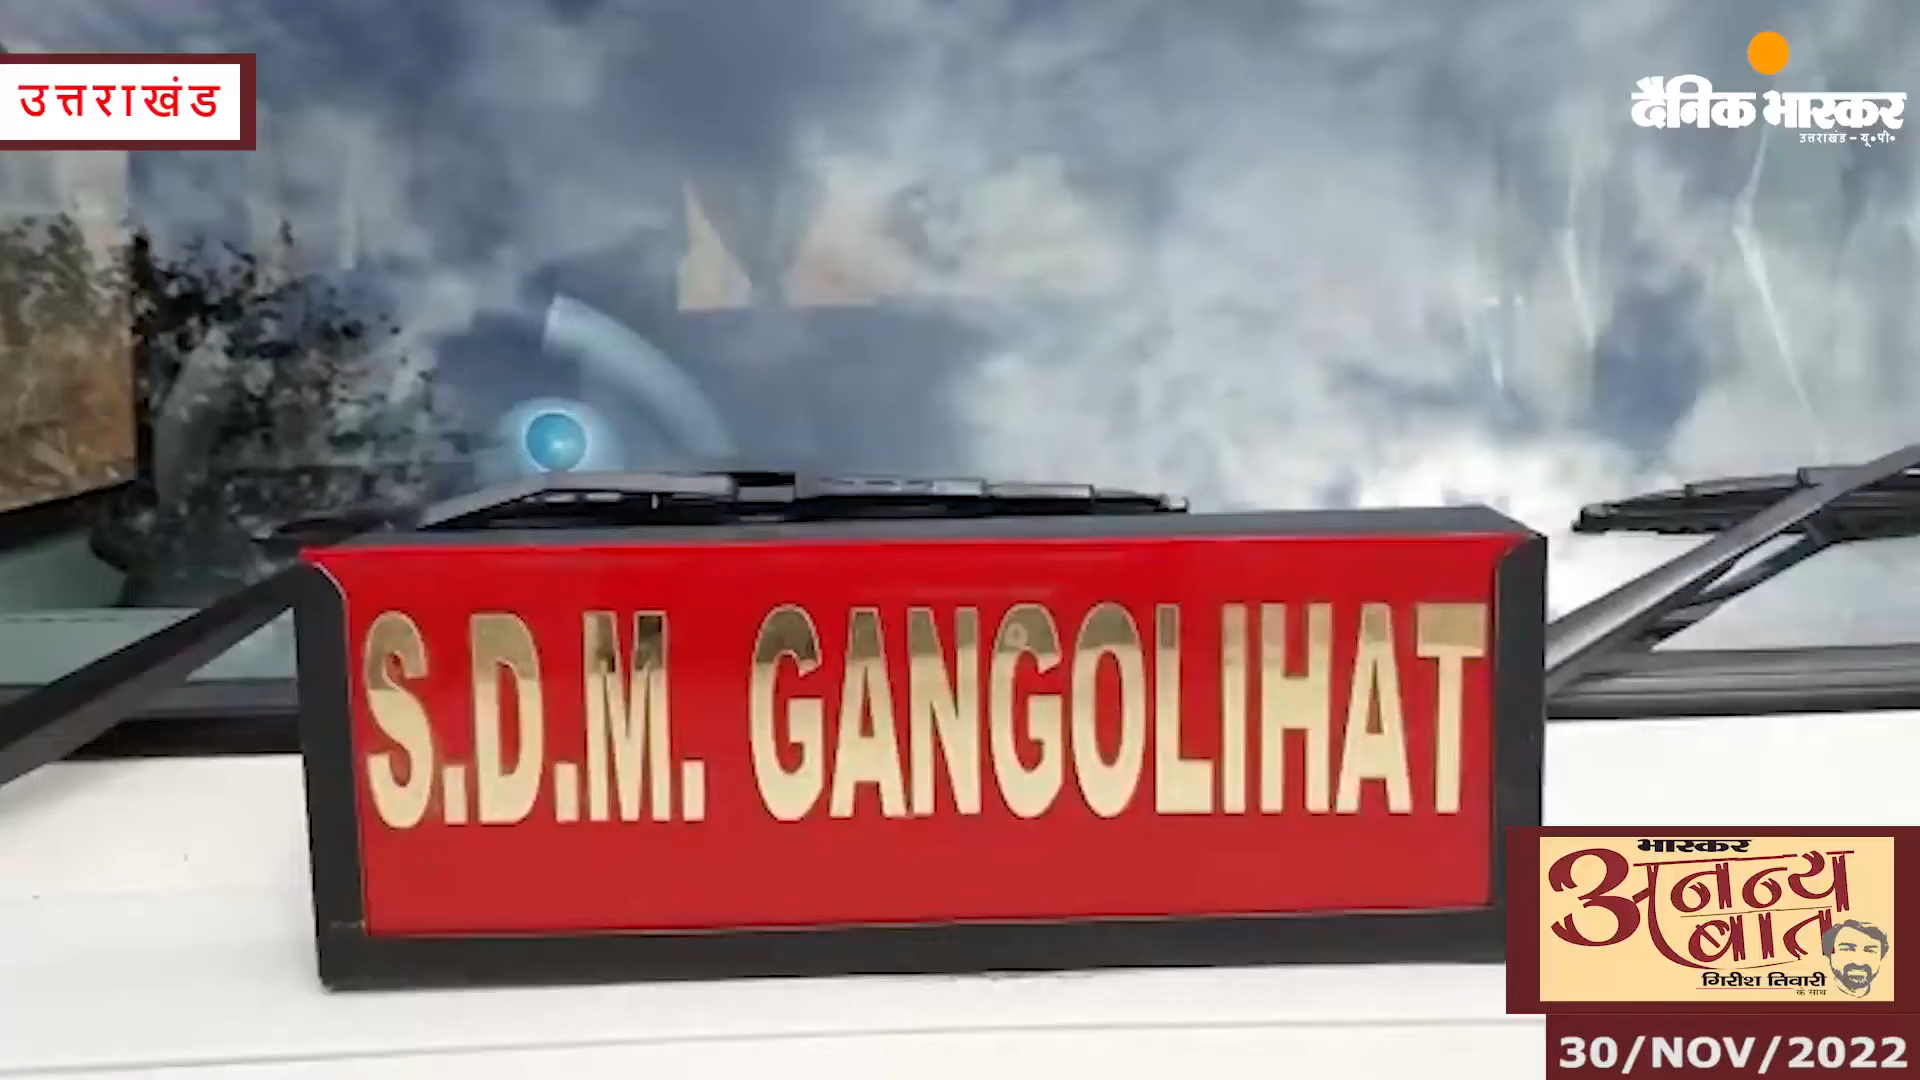 उत्तराखंड
दैनिक भास्कर
उत्तराखंड - यू॰पी॰
S.D.M. GANGOLIHAT
भास्कर
अनन्य
बात
गिरीश तिवारी
के साथ
30/NOV/2022